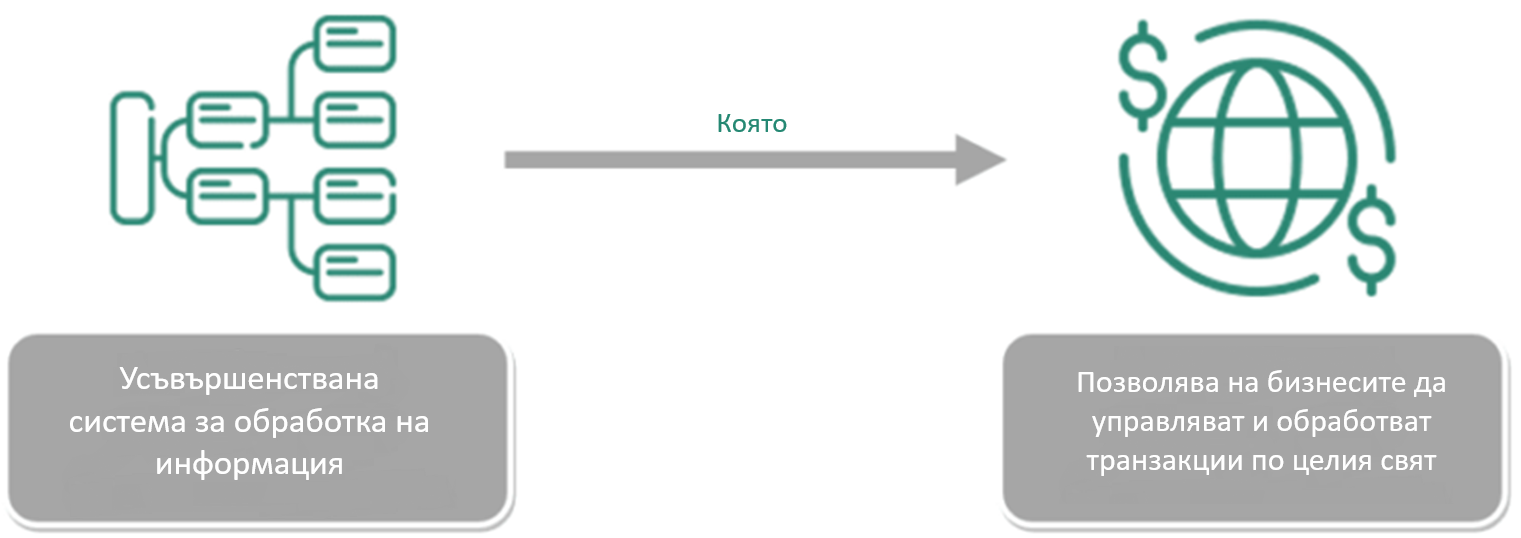 Която
Усъвършенствана
система за обработка на
информация
Позволява на бизнесите да
управляват и обработват
транзакции по целия свят